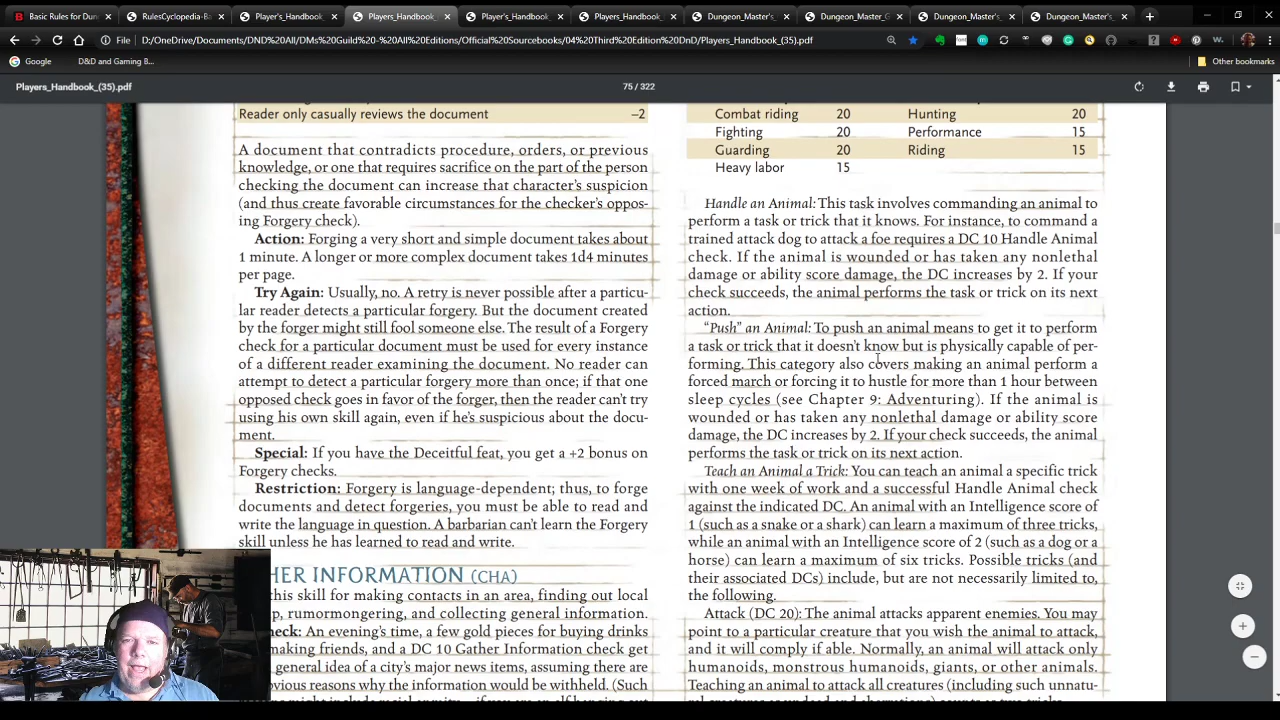 Basic Rules for Dun
RulesCyclopedia-Ba
Player's_Handbook_
Players_Handbook_
Player's_Handbook_
Players_Handbook_
Dungeon_Master's_
Dungeon_Master_G
Dungeon_Master's_
Dungeon_Master's_
File
D:/OneDrive/Documents/DND%20All/DMs%20Guild%20-%20All%20Editions/Official%20Sourcebooks/04%20Third%20Edition%20DnD/Players_Handbook_(35).pdf
Google
D&D and Gaming B...
Other bookmarks
Players_Handbook_(35).pdf
75 / 322
Reader only casually reviews the document –2
A document that contradicts procedure, orders, or previous
knowledge, or one that requires sacrifice on the part of the person
checking the document can increase that character's suspicion
(and thus create favorable circumstances for the checker's oppos-
ing Forgery check).
Action: Forging a very short and simple document takes about
1 minute. A longer or more complex document takes 1d4 minutes
per page.
Try Again: Usually, no. A retry is never possible after a particu-
lar reader detects a particular forgery. But the document created
by the forger might still fool someone else. The result of a Forgery
check for a particular document must be used for every instance
of a different reader examining the document. No reader can
attempt to detect a particular forgery more than once; if that one
opposed check goes in favor of the forger, then the reader can't try
using his own skill again, even if he's suspicious about the docu-
ment.
Special: If you have the Deceitful feat, you get a +2 bonus on
Forgery checks.
Restriction: Forgery is language-dependent; thus, to forge
documents and detect forgeries, you must be able to read and
write the language in question. A barbarian can't learn the Forgery
skill unless he has learned to read and write.
HER INFORMATION (CHA)
this skill for making contacts in an area, finding out local
p, rumormongering, and collecting general information.
heck: An evening's time, a few gold pieces for buying drinks
making friends, and a DC 10 Gather Information check get
general idea of a city's major news items, assuming there are
vious reasons why the information would be withheld. (Such
Combat riding 20 Hunting 20
Fighting 20 Performance 15
Guarding 20 Riding 15
Heavy labor 15
Handle an Animal: This task involves commanding an animal to
perform a task or trick that it knows. For instance, to command a
trained attack dog to attack a foe requires a DC 10 Handle Animal
check. If the animal is wounded or has taken any nonlethal
damage or ability score damage, the DC increases by 2. If your
check succeeds, the animal performs the task or trick on its next
action.
“Push” an Animal: To push an animal means to get it to perform
a task or trick that it doesn't know but is physically capable of per-
forming. This category also covers making an animal perform a
forced march or forcing it to hustle for more than 1 hour between
sleep cycles (see Chapter 9: Adventuring). If the animal is
wounded or has taken any nonlethal damage or ability score
damage, the DC increases by 2. If your check succeeds, the animal
performs the task or trick on its next action.
Teach an Animal a Trick: You can teach an animal a specific trick
with one week of work and a successful Handle Animal check
against the indicated DC. An animal with an Intelligence score of
1 (such as a snake or a shark) can learn a maximum of three tricks,
while an animal with an Intelligence score of 2 (such as a dog or a
horse) can learn a maximum of six tricks. Possible tricks (and
their associated DCs) include, but are not necessarily limited to,
the following.
Attack (DC 20): The animal attacks apparent enemies. You may
point to a particular creature that you wish the animal to attack,
and it will comply if able. Normally, an animal will attack only
humanoids, monstrous humanoids, giants, or other animals.
Teaching an animal to attack all creatures (including such unnatu-